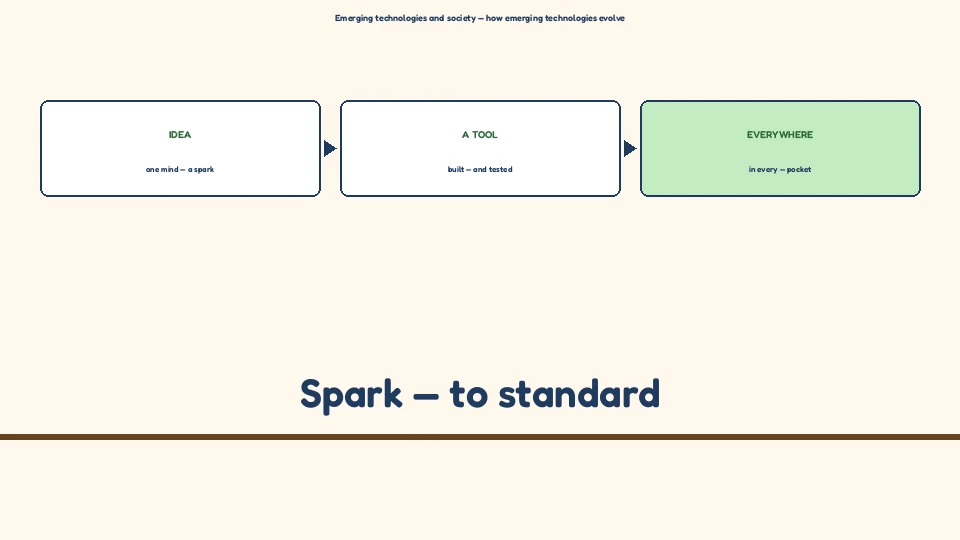 Emerging technologies and society — how emerging technologies evolve
IDEA
one mind — a spark
A TOOL
built — and tested
EVERYWHERE
in every — pocket
Spark — to standard